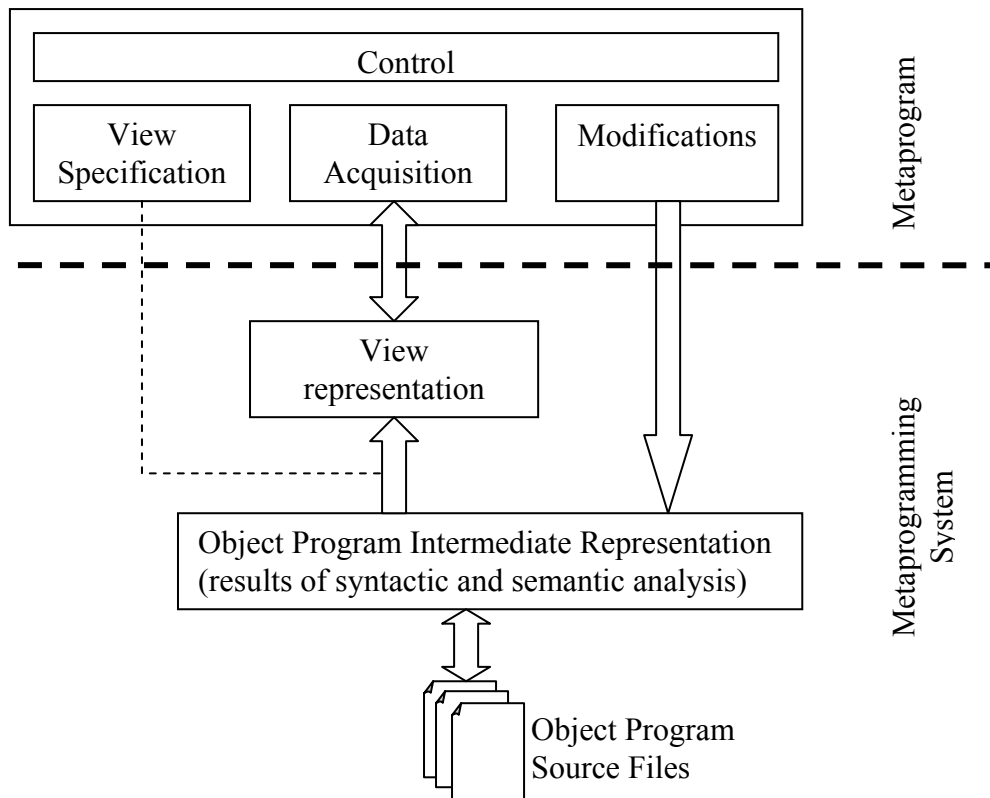 Control
View
Specification
Data
Acquisition
Modifications
Metaprogram
View
representation
Object Program Intermediate Representation
(results of syntactic and semantic analysis)
Metaprogramming
System
Object Program
Source Files